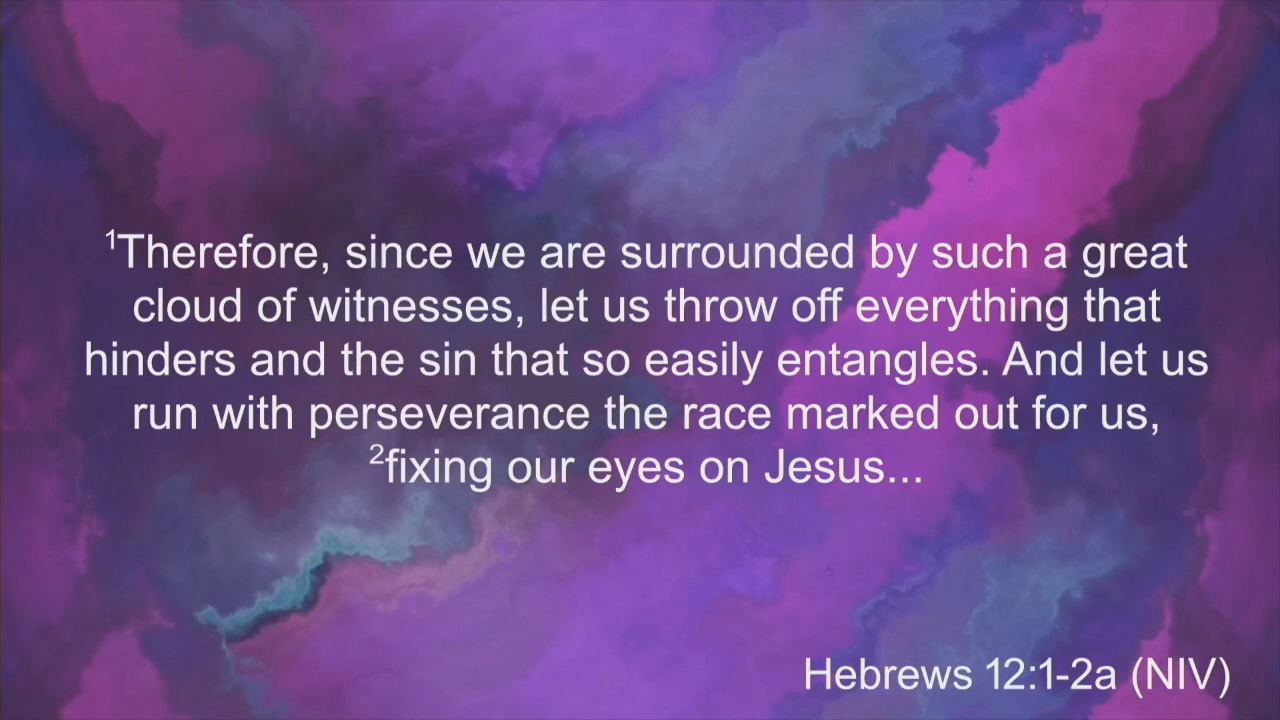 ¹Therefore, since we are surrounded by such a great
cloud of witnesses, let us throw off everything that
hinders and the sin that so easily entangles. And let us
run with perseverance the race marked out for us,
²fixing our eyes on Jesus...
Hebrews 12:1-2a (NIV)